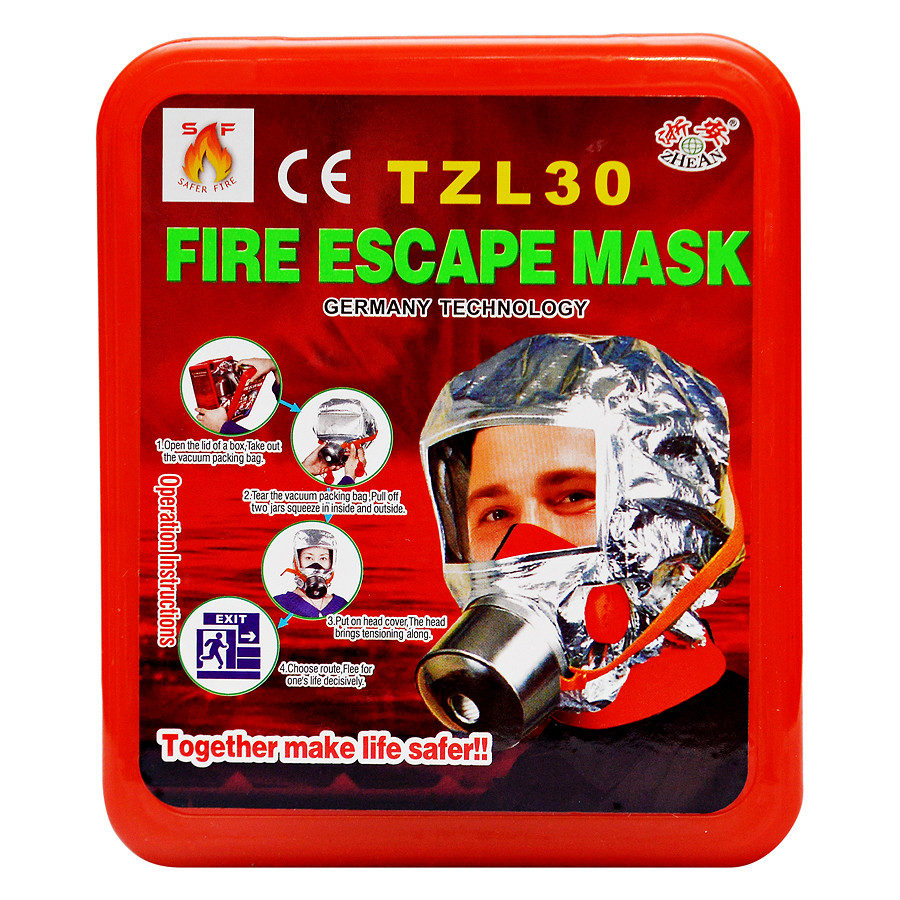 S F
SAFER FIRE
CE TZL30
浙安®
ZHEAN
FIRE ESCAPE MASK
GERMANY TECHNOLOGY
1.Open the lid of a box,Take out
the vacuum packing bag.
2.Tear the vacuum packing bag ,Pull off
two jars squeeze in inside and outside.
Operation Instructions
3.Put on head cover,The head
brings tensioning along.
EXIT
4.Choose route,Flee for
one's life decisively.
Together make life safer!!